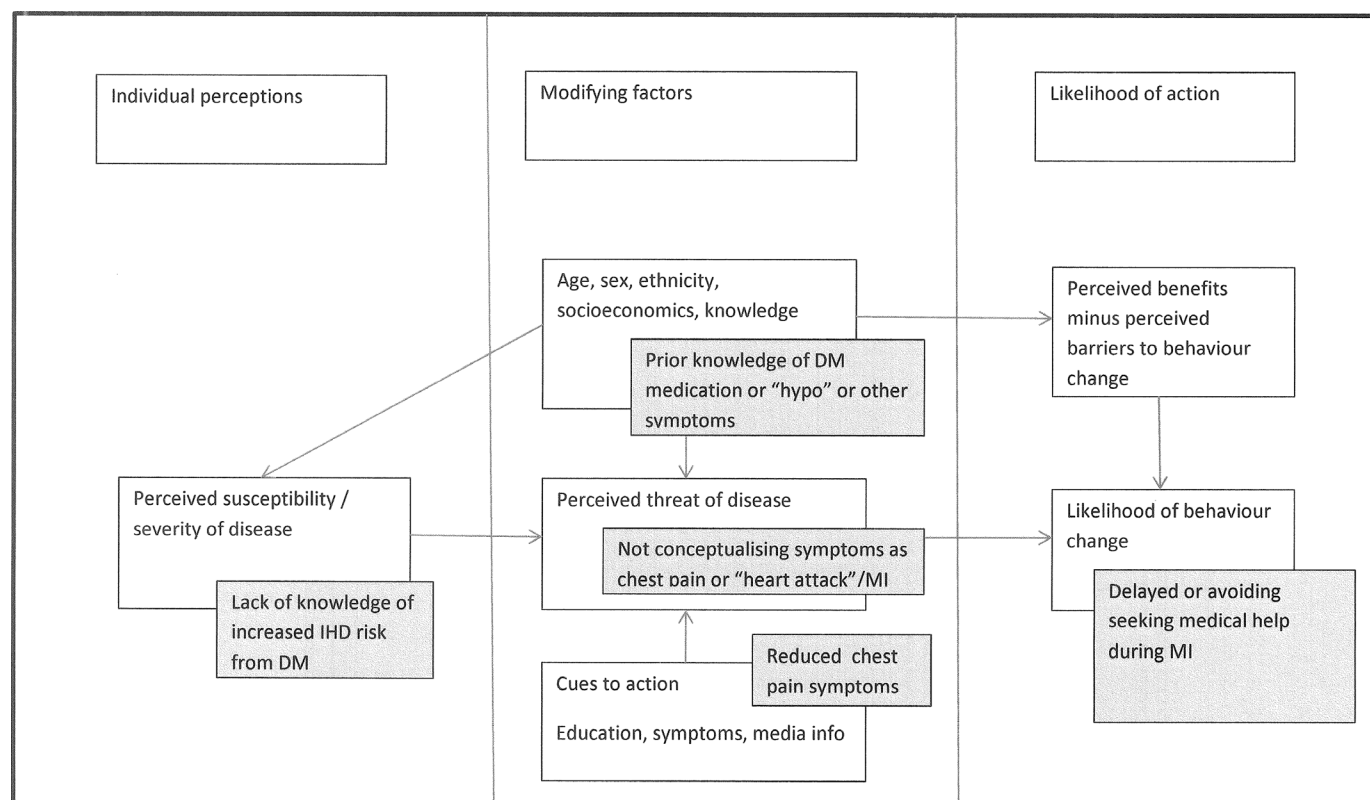 Individual perceptions
Modifying factors
Likelihood of action
Age, sex, ethnicity,
socioeconomics, knowledge
Prior knowledge of DM
medication or “hypo” or other
symptoms
Perceived benefits
minus perceived
barriers to behaviour
change
Perceived susceptibility /
severity of disease
Lack of knowledge of
increased IHD risk
from DM
Perceived threat of disease
Not conceptualising symptoms as
chest pain or “heart attack”/MI
Likelihood of behaviour
change
Delayed or avoiding
seeking medical help
during MI
Reduced chest
pain symptoms
Cues to action
Education, symptoms, media info